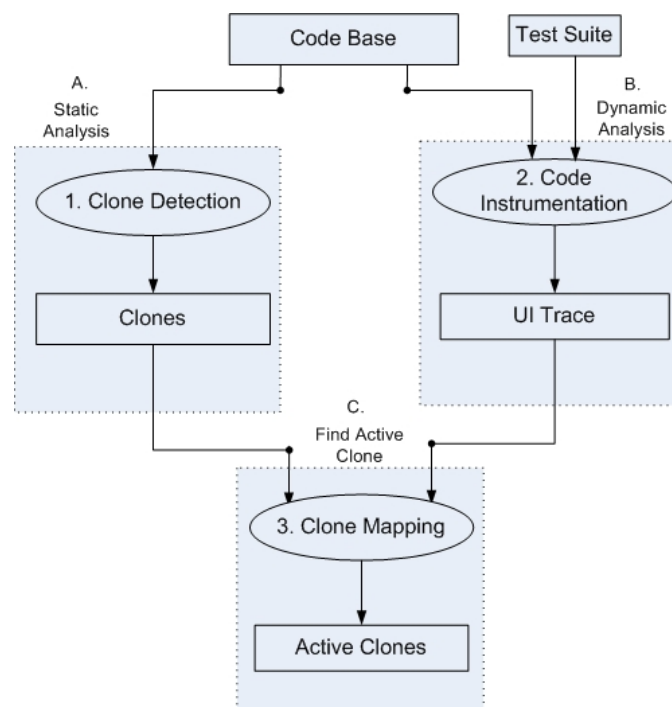 Code Base
Test Suite
A.
Static
Analysis
B.
Dynamic
Analysis
1. Clone Detection
2. Code
Instrumentation
Clones
UI Trace
C.
Find Active
Clone
3. Clone Mapping
Active Clones